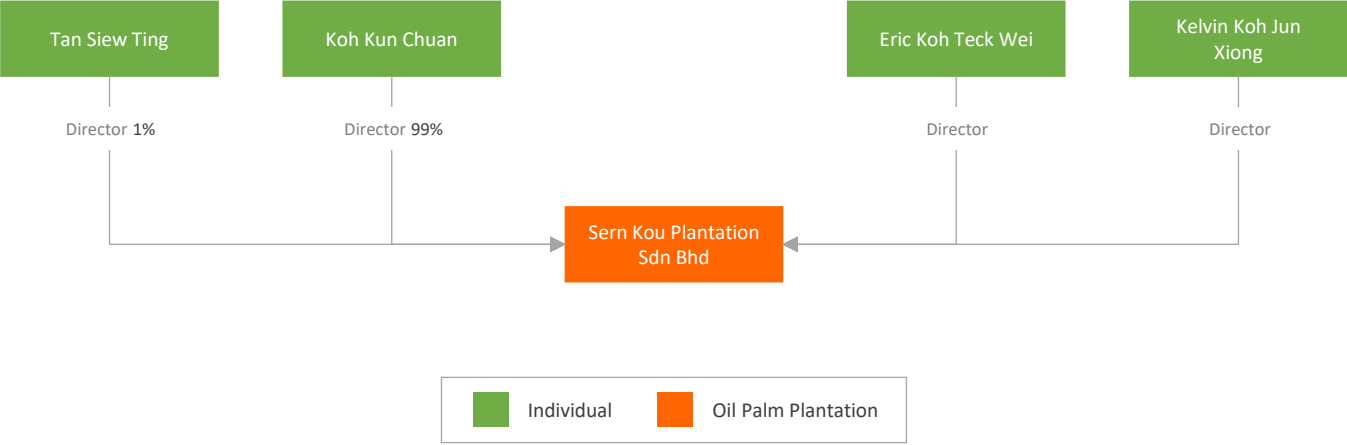 Tan Siew Ting
Koh Kun Chuan
Eric Koh Teck Wei
Kelvin Koh Jun
Xiong
Director 1%
Director 99%
Director
Director
Sern Kou Plantation
Sdn Bhd
Individual
Oil Palm Plantation